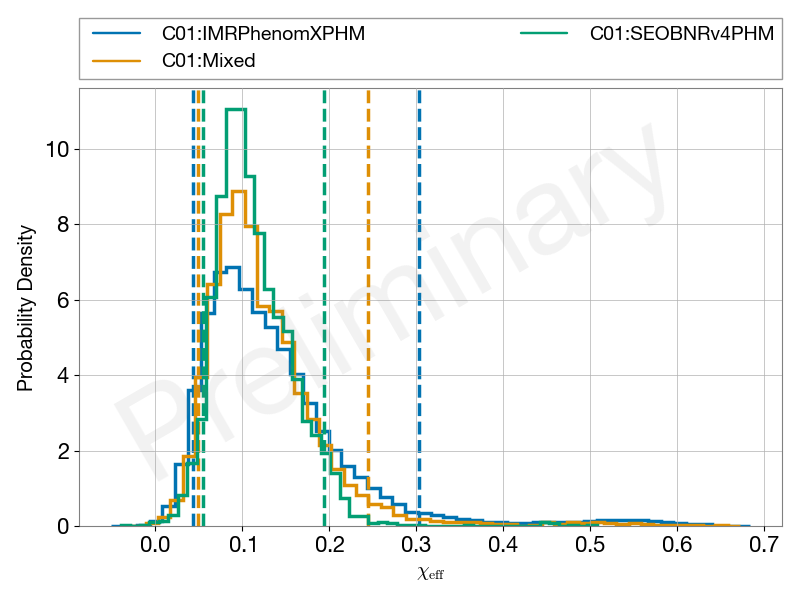 C01:IMRPhenomXPHM
C01:Mixed
C01:SEOBNRv4PHM
Preliminary
Probability Density
10
8
6
4
2
0
0.0 0.1 0.2 0.3 0.4 0.5 0.6 0.7
χeff